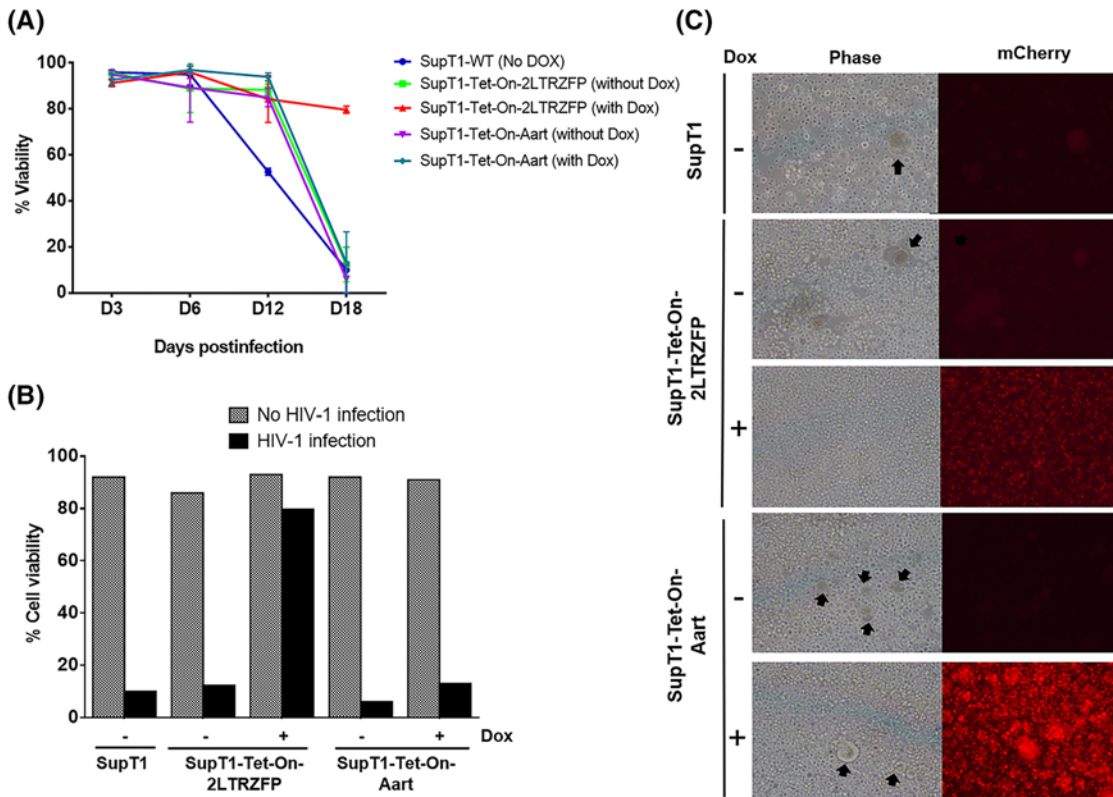 (A)
100
80
60
40
20
0
% Viability
D3 D6 D12 D18
Days postinfection
SupT1-WT (No DOX)
SupT1-Tet-On-2LTRZFP (without Dox)
SupT1-Tet-On-2LTRZFP (with Dox)
SupT1-Tet-On-Aart (without Dox)
SupT1-Tet-On-Aart (with Dox)
(B)
No HIV-1 infection
HIV-1 infection
100
80
60
40
20
0
% Cell viability
- - + - + Dox
SupT1
SupT1-Tet-On-
2LTRZFP
SupT1-Tet-On-
Aart
(C)
Dox Phase mCherry
SupT1
-
SupT1-Tet-On-
2LTRZFP
-
+
SupT1-Tet-On-
Aart
-
+